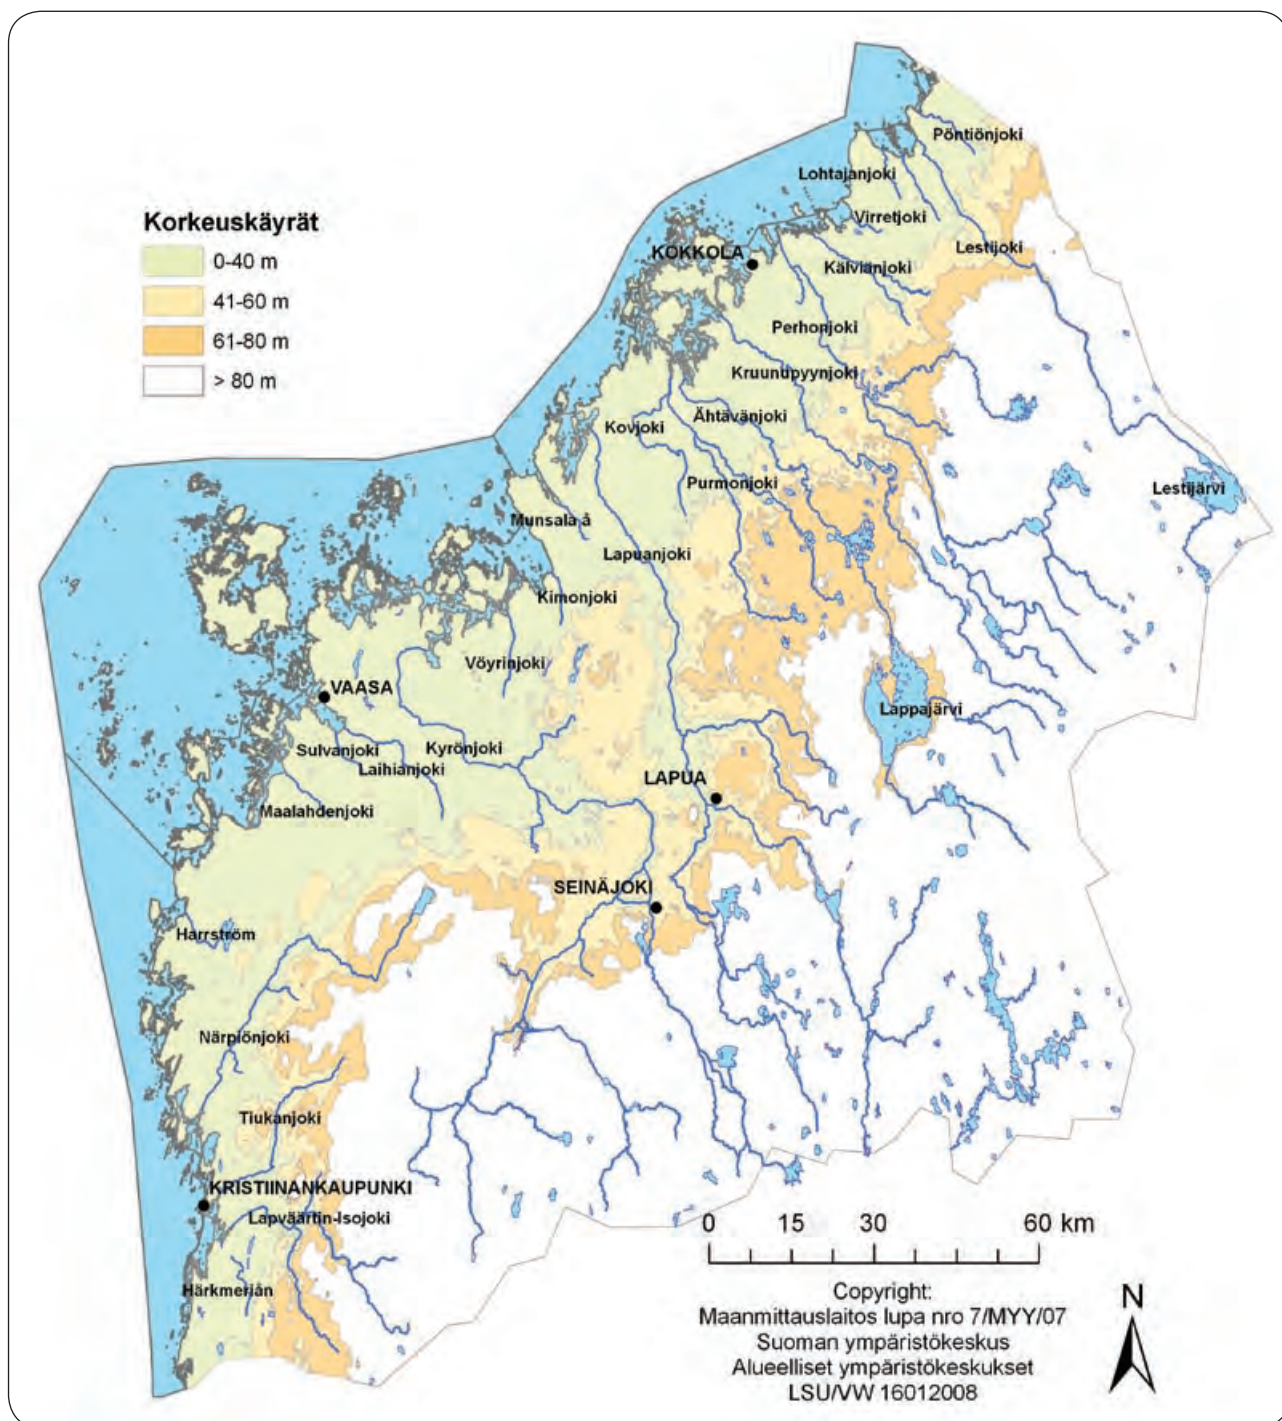 Korkeuskäyrät
0-40 m
41-60 m
61-80 m
> 80 m
Pöntiönjoki
Lohtajanjoki
Virretjoki
Lestijoki
KOKKOLA
Kälviänjoki
Perhonjoki
Kruunupyynjoki
Ähtävänjoki
Kovjoki
Purmonjoki
Lestijärvi
Munsala å
Lapuanjoki
Kimonjoki
Vöyrinjoki
VAASA
Lappajärvi
Sulvanjoki
Kyrönjoki
Laihianjoki
LAPUA
Maalahdenjoki
SEINÄJOKI
Harrström
Närpiönjoki
Tiukanjoki
KRISTIINANKAUPUNKI
Lapväärtin-Isojoki
Härkmeriån
0 15 30 60 km
Copyright:
Maanmittauslaitos lupa nro 7/MYY/07
Suoman ympäristökeskus
Alueelliset ympäristökeskukset
LSU/VW 16012008
N